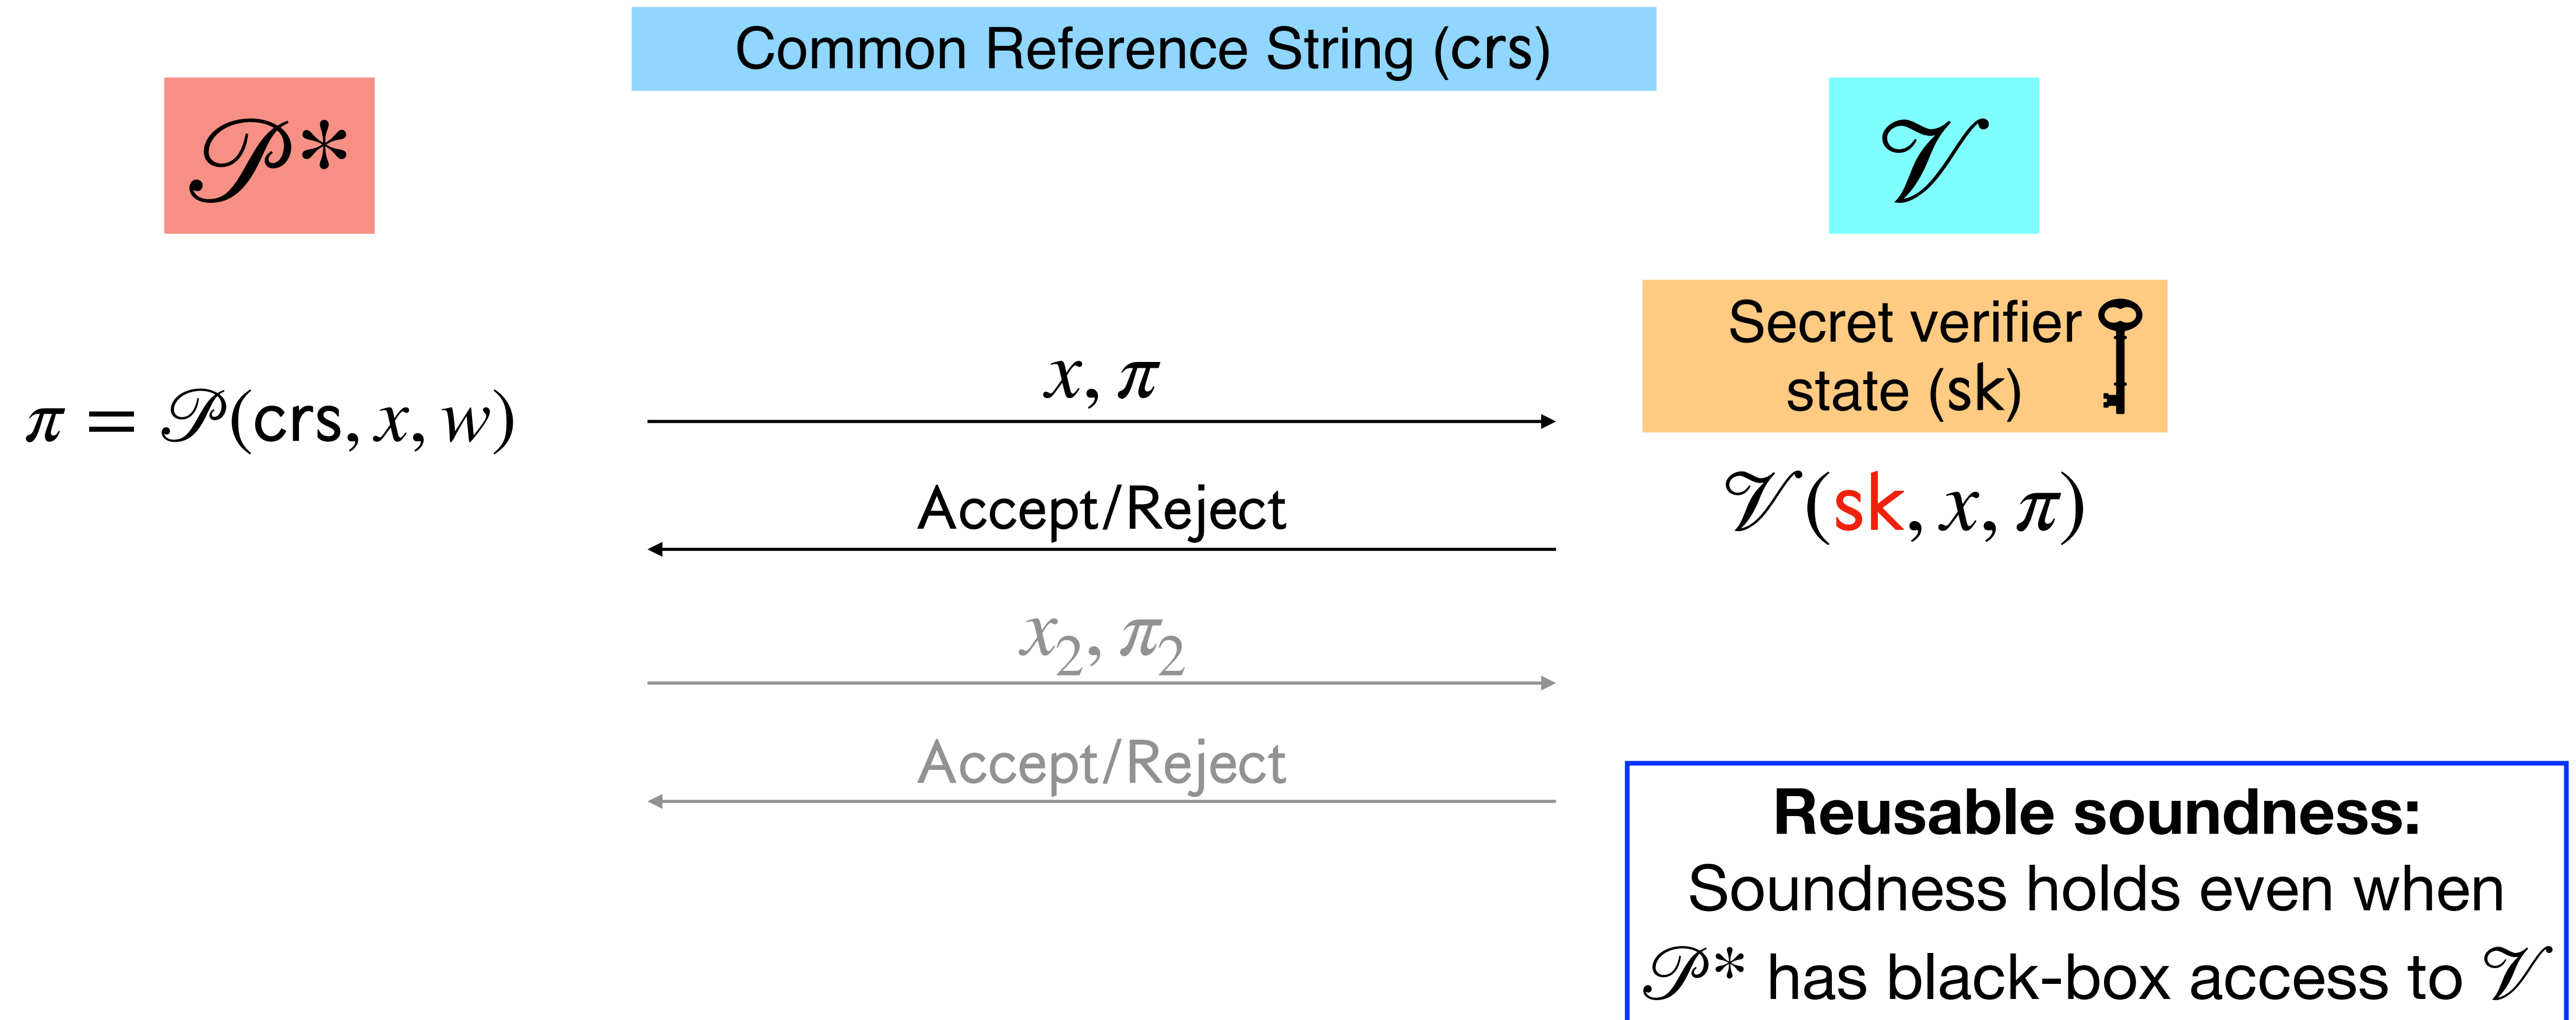 Common Reference String (crs)
𝒫*
𝒱
Secret verifier
state (sk)
x, π
π = 𝒫(crs, x, w)
Accept/Reject
𝒱(sk, x, π)
x₂, π₂
Accept/Reject
Reusable soundness:
Soundness holds even when
𝒫* has black-box access to 𝒱